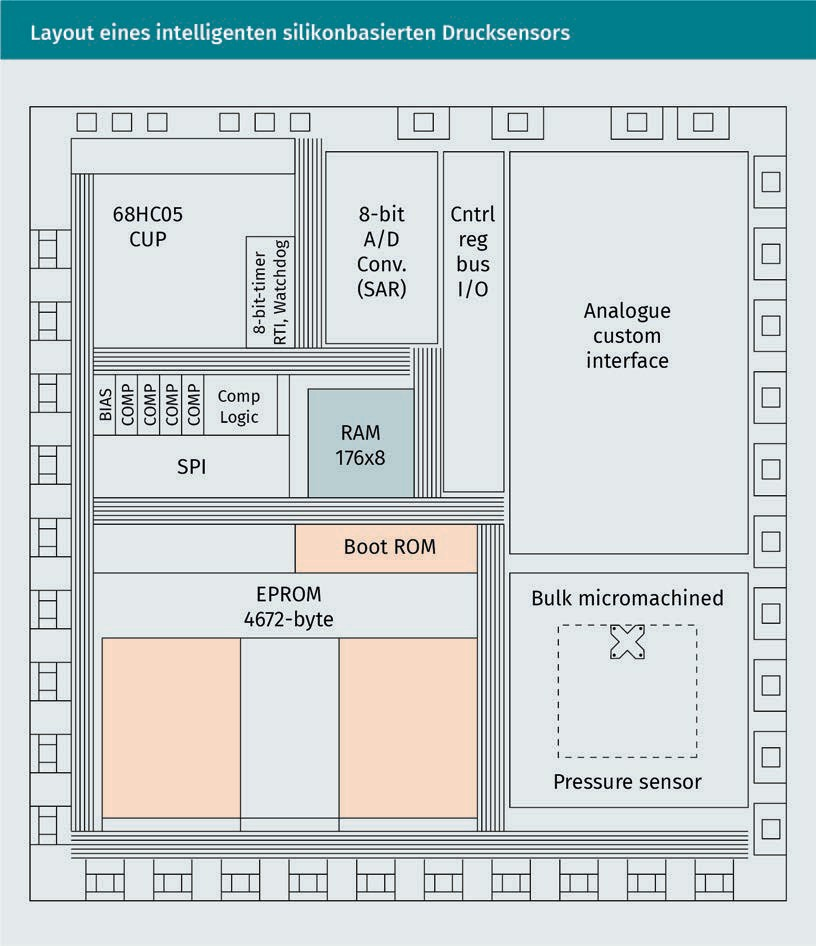 Layout eines intelligenten silikonbasierten Drucksensors
68HC05
CUP
8-bit-timer
RTI, Watchdog
8-bit
A/D
Conv.
(SAR)
Cntrl
reg
bus
I/O
Analogue
custom
interface
BIAS
COMP
COMP
COMP
COMP
Comp
Logic
SPI
RAM
176x8
Boot ROM
EPROM
4672-byte
Bulk micromachined
Pressure sensor